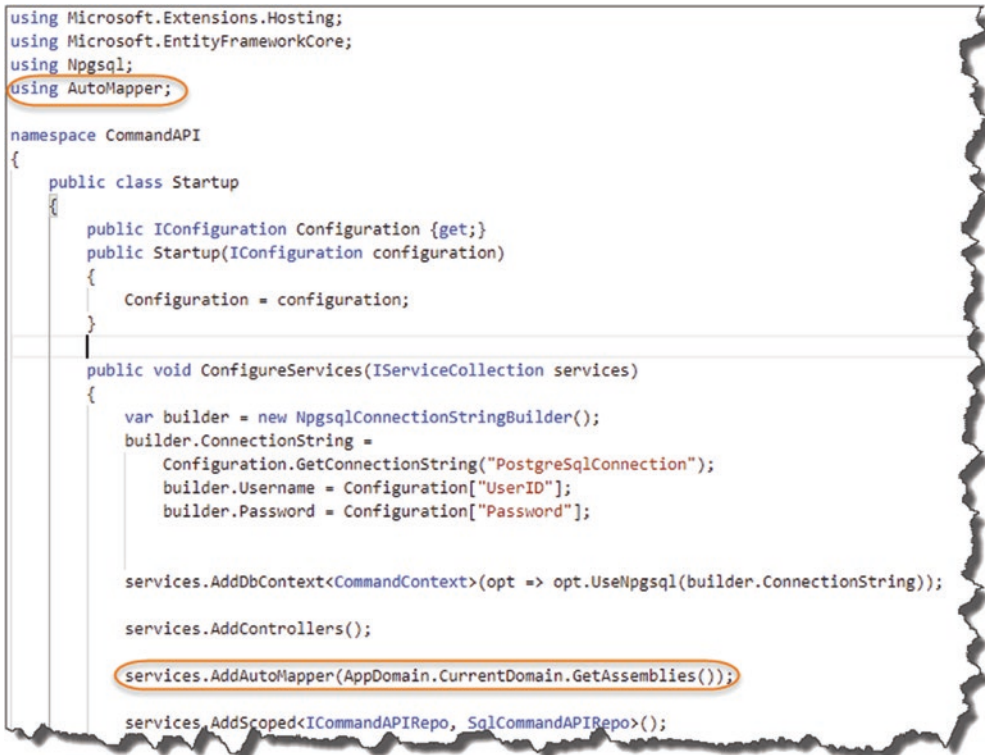 using Microsoft.Extensions.Hosting;
using Microsoft.EntityFrameworkCore;
using Npgsql;
using AutoMapper;
namespace CommandAPI
{
public class Startup
{
public IConfiguration Configuration {get;}
public Startup(IConfiguration configuration)
{
Configuration = configuration;
}
public void ConfigureServices(IServiceCollection services)
{
var builder = new NpgsqlConnectionStringBuilder();
builder.ConnectionString =
Configuration.GetConnectionString("PostgreSqlConnection");
builder.Username = Configuration["UserID"];
builder.Password = Configuration["Password"];
services.AddDbContext<CommandContext>(opt => opt.UseNpgsql(builder.ConnectionString));
services.AddControllers();
services.AddAutoMapper(AppDomain.CurrentDomain.GetAssemblies());
services.AddScoped<ICommandAPIRepo, SqlCommandAPIRepo>();